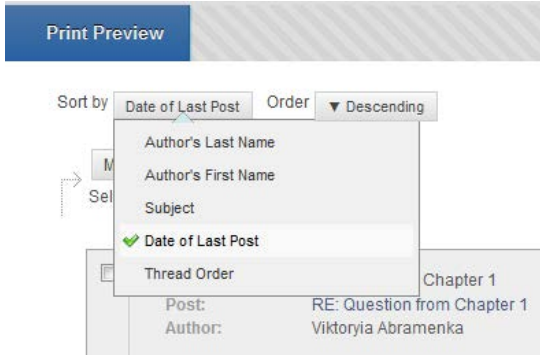 Print Preview
Sort by Date of Last Post Order ▼ Descending
Author's Last Name
M
Author's First Name
Sel
Subject
Date of Last Post
Thread Order
Chapter 1
Post: RE: Question from Chapter 1
Author: Viktoryia Abramenka